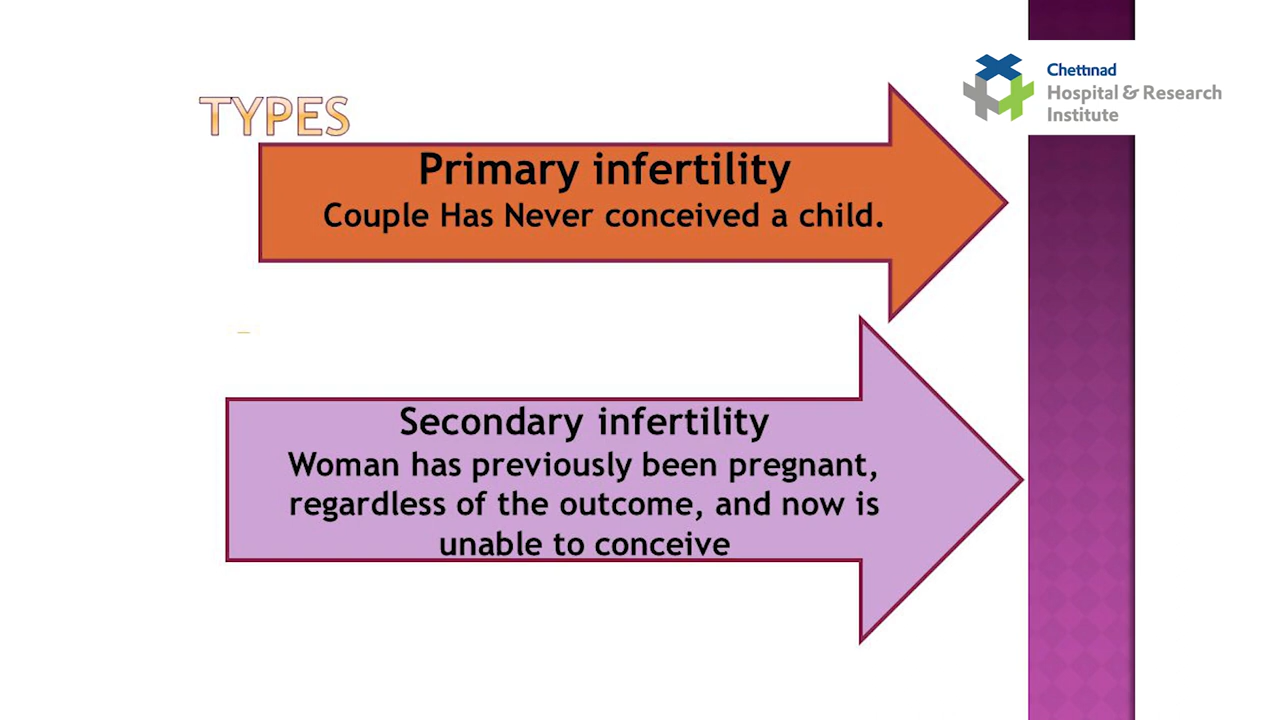 Chettinad
Hospital & Research
Institute
TYPES
Primary infertility
Couple Has Never conceived a child.
Secondary infertility
Woman has previously been pregnant,
regardless of the outcome, and now is
unable to conceive